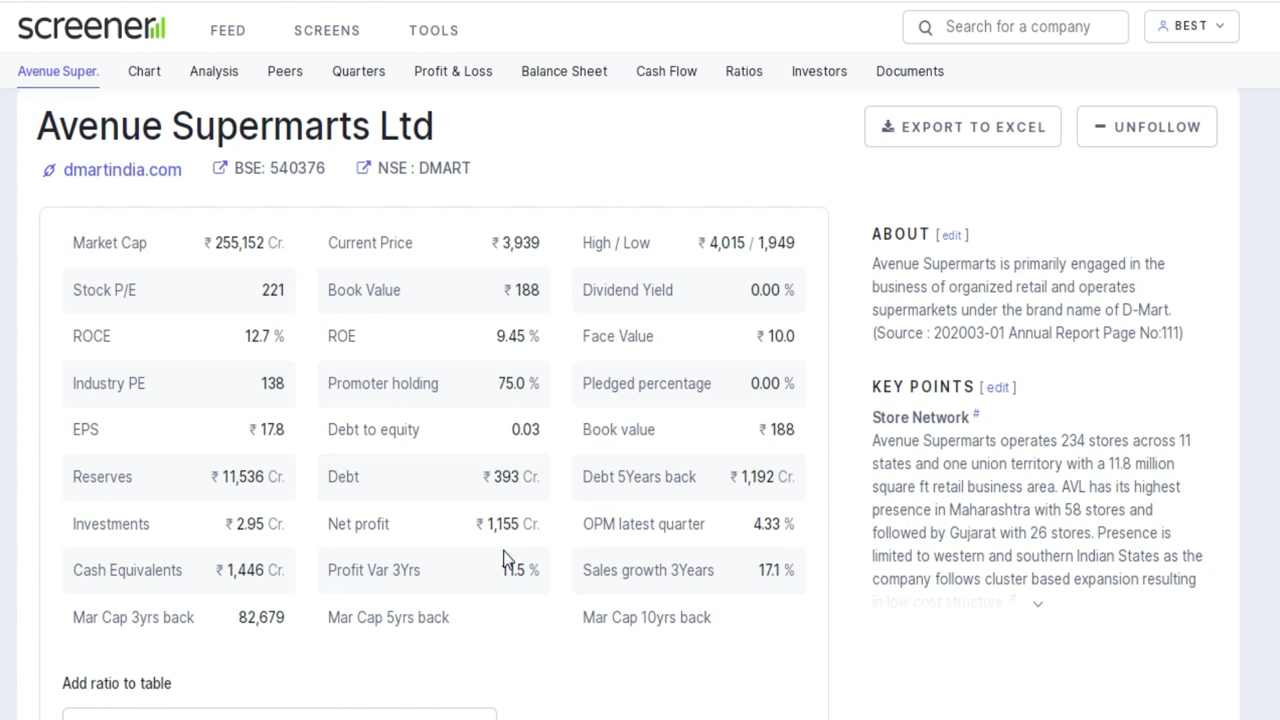 screener
FEED SCREENS TOOLS
Search for a company
BEST
Avenue Super. Chart Analysis Peers Quarters Profit & Loss Balance Sheet Cash Flow Ratios Investors Documents
Avenue Supermarts Ltd
EXPORT TO EXCEL
UNFOLLOW
dmartindia.com BSE: 540376 NSE : DMART
Market Cap ₹ 255,152 Cr. Current Price ₹ 3,939 High / Low ₹ 4,015 / 1,949
Stock P/E 221 Book Value ₹ 188 Dividend Yield 0.00 %
ROCE 12.7 % ROE 9.45 % Face Value ₹ 10.0
Industry PE 138 Promoter holding 75.0 % Pledged percentage 0.00 %
EPS ₹ 17.8 Debt to equity 0.03 Book value ₹ 188
Reserves ₹ 11,536 Cr. Debt ₹ 393 Cr. Debt 5Years back ₹ 1,192 Cr.
Investments ₹ 2.95 Cr. Net profit ₹ 1,155 Cr. OPM latest quarter 4.33 %
Cash Equivalents ₹ 1,446 Cr. Profit Var 3Yrs 11.5 % Sales growth 3Years 17.1 %
Mar Cap 3yrs back 82,679 Mar Cap 5yrs back Mar Cap 10yrs back
Add ratio to table
ABOUT [ edit ]
Avenue Supermarts is primarily engaged in the
business of organized retail and operates
supermarkets under the brand name of D-Mart.
(Source : 202003-01 Annual Report Page No:111)
KEY POINTS [ edit ]
Store Network #
Avenue Supermarts operates 234 stores across 11
states and one union territory with a 11.8 million
square ft retail business area. AVL has its highest
presence in Maharashtra with 58 stores and
followed by Gujarat with 26 stores. Presence is
limited to western and southern Indian States as the
company follows cluster based expansion resulting
in low cost structure. #